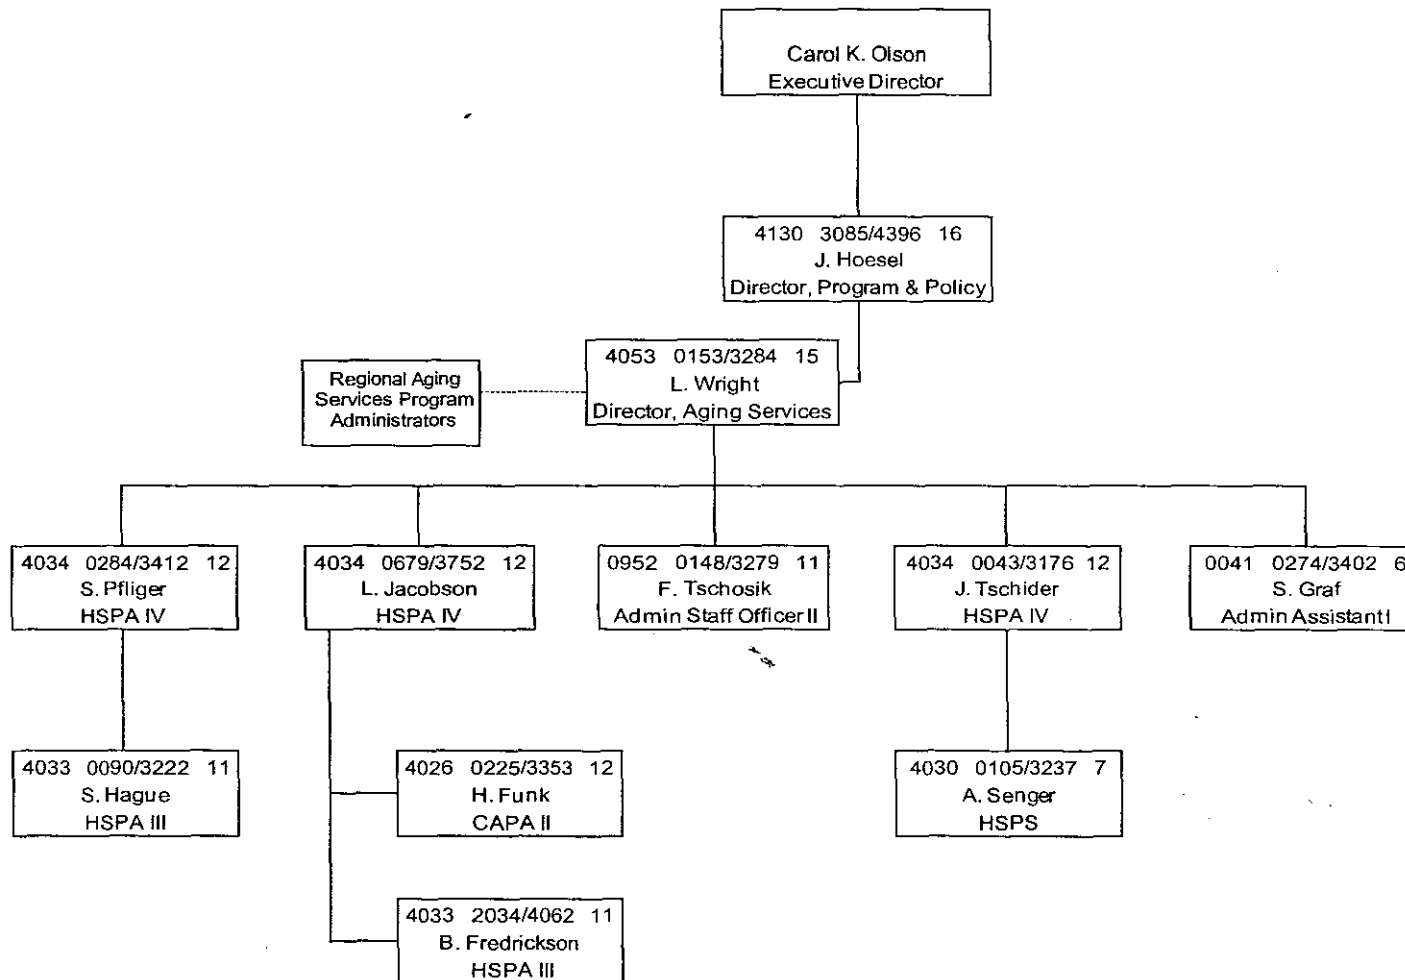 Carol K. Olson
Executive Director
4130 3085/4396 16
J. Hoesel
Director, Program & Policy
4053 0153/3284 15
L. Wright
Director, Aging Services
Regional Aging
Services Program
Administrators
4034 0284/3412 12
S. Pfliger
HSPA IV
4034 0679/3752 12
L. Jacobson
HSPA IV
0952 0148/3279 11
F. Tschosik
Admin Staff Officer II
4034 0043/3176 12
J. Tschider
HSPA IV
0041 0274/3402 6
S. Graf
Admin Assistant I
4033 0090/3222 11
S. Hague
HSPA III
4026 0225/3353 12
H. Funk
CAPA II
4030 0105/3237 7
A. Senger
HSPS
4033 2034/4062 11
B. Fredrickson
HSPA III